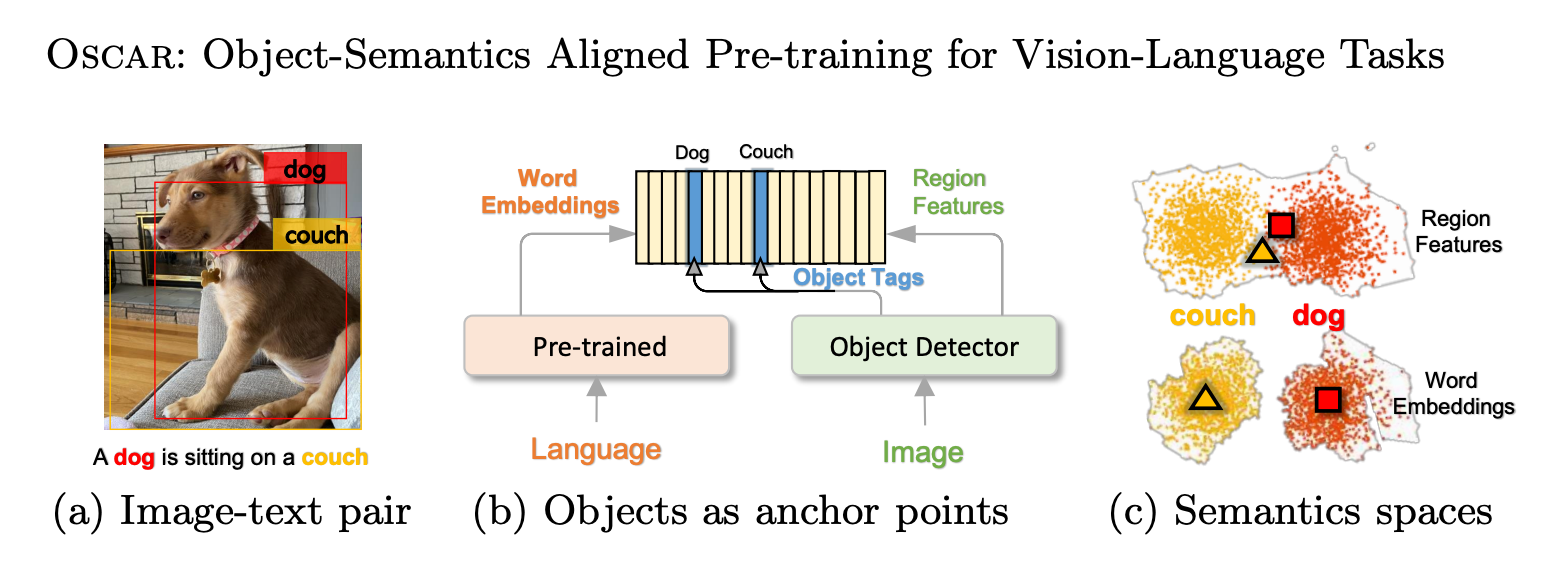 OSCAR: Object-Semantics Aligned Pre-training for Vision-Language Tasks
dog
couch
A dog is sitting on a couch
(a) Image-text pair
Dog Couch
Word
Embeddings
Region
Features
Object Tags
Pre-trained
Object Detector
Language
Image
(b) Objects as anchor points
Region
Features
couch dog
Word
Embeddings
(c) Semantics spaces